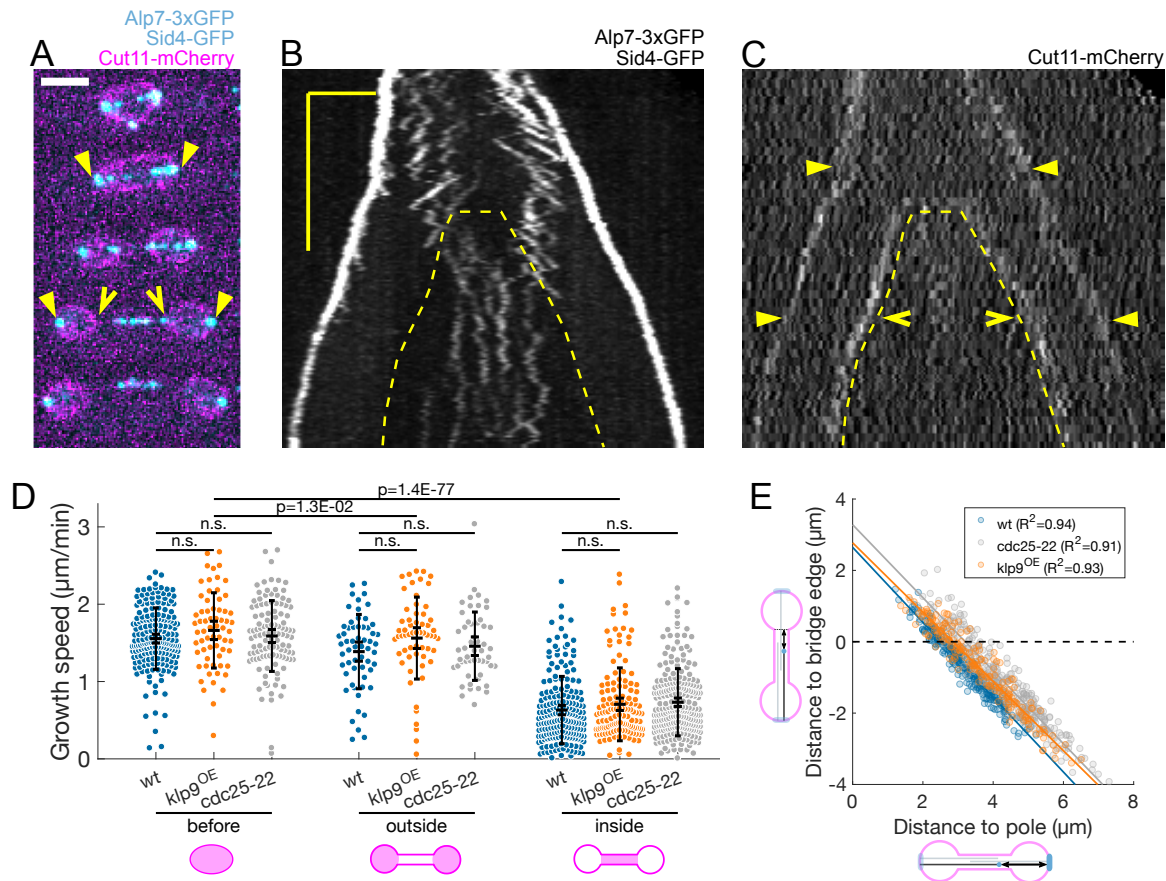 Alp7-3xGFP
Sid4-GFP
Cut11-mCherry
A
B
Alp7-3xGFP
Sid4-GFP
C
Cut11-mCherry
D
p=1.4E-77
p=1.3E-02
n.s.
n.s.
n.s.
n.s.
n.s.
n.s.
Growth speed (µm/min)
3
2
1
0
wt
klp9OE
cdc25-22
wt
klp9OE
cdc25-22
wt
klp9OE
cdc25-22
before
outside
inside
E
Distance to bridge edge (µm)
4
2
0
-2
-4
wt (R2=0.94)
cdc25-22 (R2=0.91)
klp9OE (R2=0.93)
0
2
4
6
8
Distance to pole (µm)